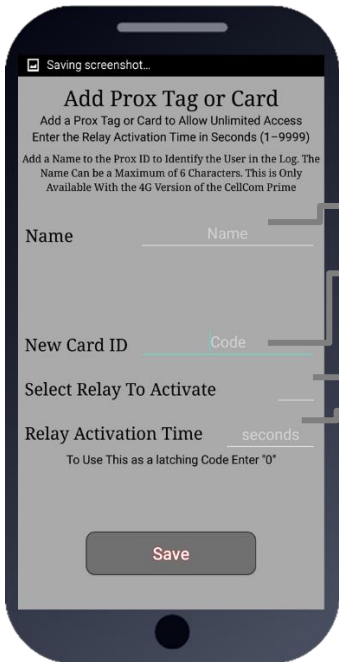 Saving screenshot...
Add Prox Tag or Card
Add a Prox Tag or Card to Allow Unlimited Access
Enter the Relay Activation Time in Seconds (1–9999)
Add a Name to the Prox ID to Identify the User in the Log. The
Name Can be a Maximum of 6 Characters. This is Only
Available With the 4G Version of the CellCom Prime
Name Name
New Card ID Code
Select Relay To Activate
Relay Activation Time seconds
To Use This as a latching Code Enter "0"
Save